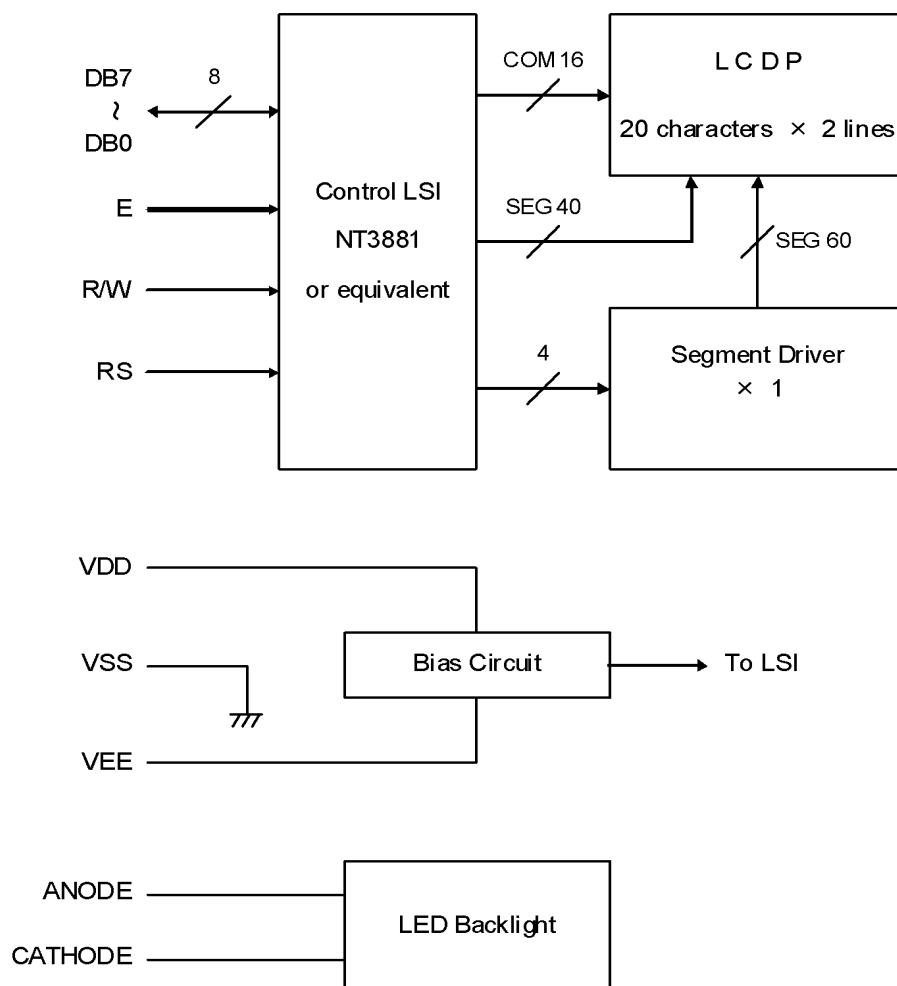 DB7
~
DB0
8
E
R/W
RS
Control LSI
NT3881
or equivalent
COM 16
SEG 40
4
L C D P
20 characters × 2 lines
SEG 60
Segment Driver
× 1
VDD
VSS
VEE
Bias Circuit
To LSI
ANODE
CATHODE
LED Backlight